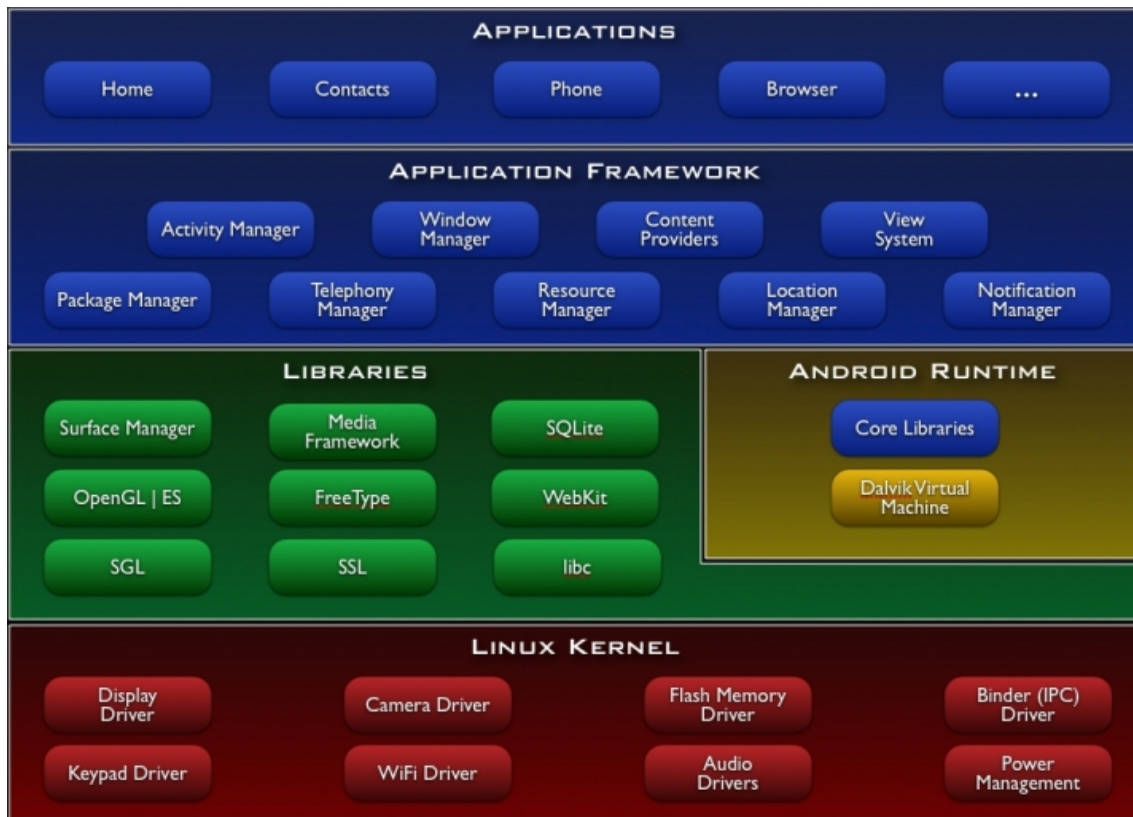 APPLICATIONS
Home
Contacts
Phone
Browser
...
APPLICATION FRAMEWORK
Activity Manager
Window
Manager
Content
Providers
View
System
Package Manager
Telephony
Manager
Resource
Manager
Location
Manager
Notification
Manager
LIBRARIES
Surface Manager
Media
Framework
SQLite
OpenGL | ES
FreeType
WebKit
SGL
SSL
libc
ANDROID RUNTIME
Core Libraries
Dalvik Virtual
Machine
LINUX KERNEL
Display
Driver
Camera Driver
Flash Memory
Driver
Binder (IPC)
Driver
Keypad Driver
WiFi Driver
Audio
Drivers
Power
Management